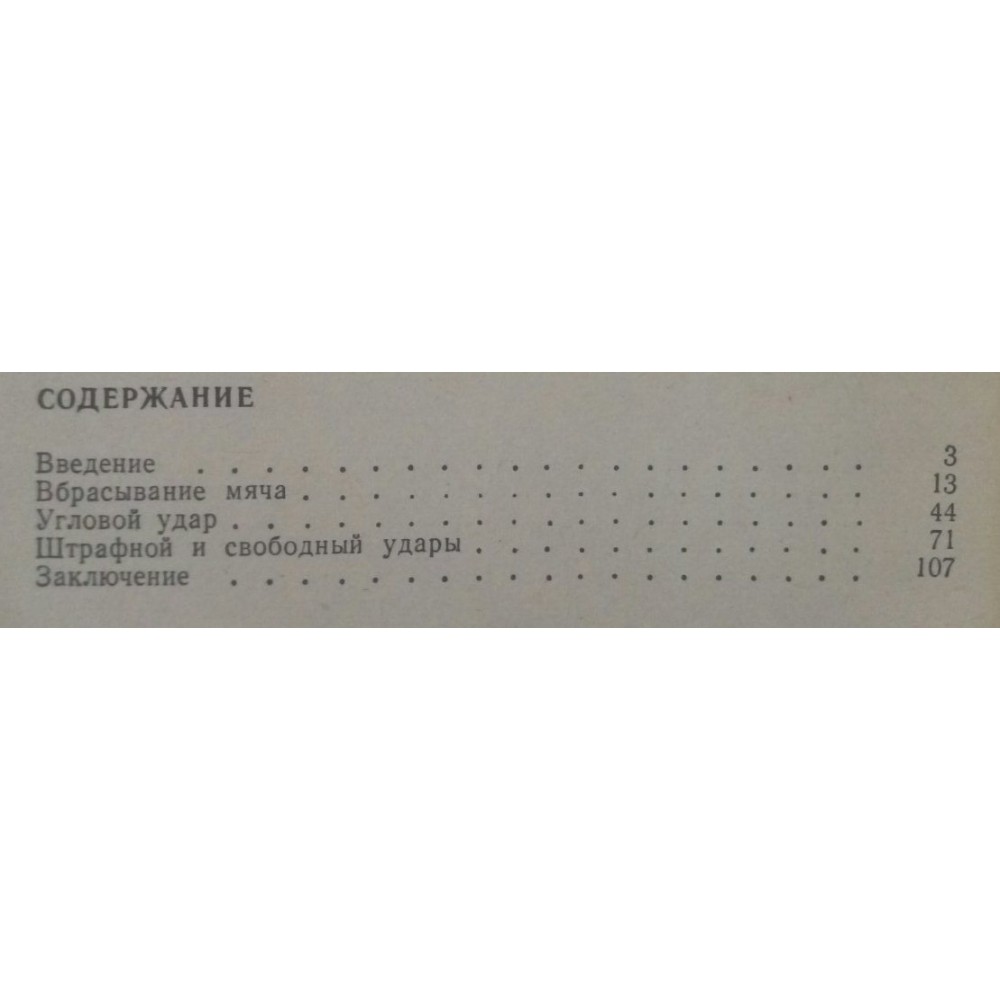 СОДЕРЖАНИЕ
Введение . . . . . . . . . . . . . . . . . . . . 3
Вбрасывание мяча . . . . . . . . . . . . . . . . . 13
Угловой удар . . . . . . . . . . . . . . . . . . . 44
Штрафной и свободный удары . . . . . . . . . . . . 71
Заключение . . . . . . . . . . . . . . . . . . . 107